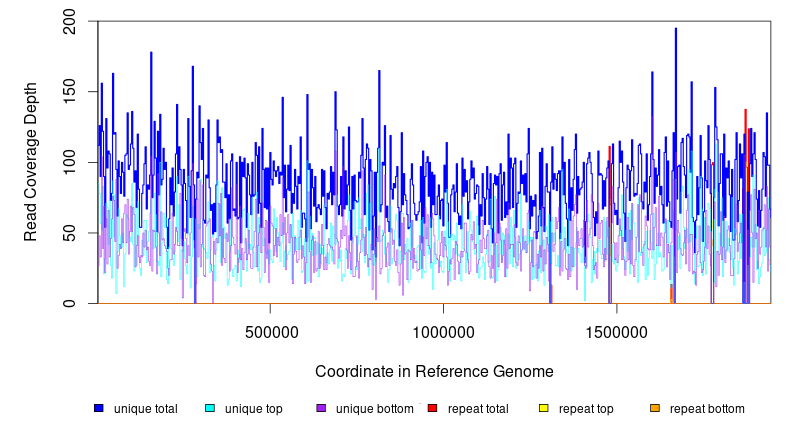 200
150
100
50
0
Read Coverage Depth
500000 1000000 1500000
Coordinate in Reference Genome
unique total unique top unique bottom repeat total repeat top repeat bottom